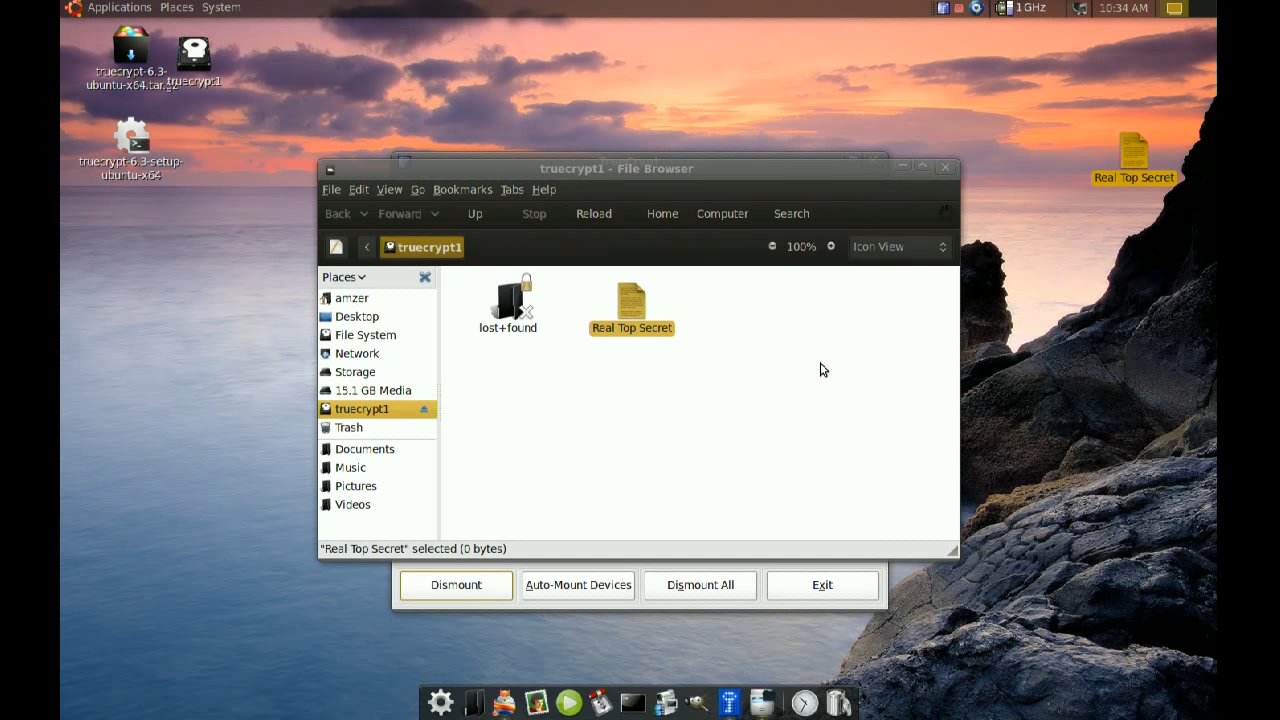 Applications Places System
1 GHz 10:34 AM
truecrypt-6.3-
ubuntu-x64.tar.gz
truecrypt1
truecrypt-6.3-setup-
ubuntu-x64
Real Top Secret
truecrypt1 - File Browser
File Edit View Go Bookmarks Tabs Help
Back Forward Up Stop Reload Home Computer Search
truecrypt1 100% Icon View
Places
amzer
Desktop
File System
Network
Storage
15.1 GB Media
truecrypt1
Trash
Documents
Music
Pictures
Videos
lost+found
Real Top Secret
"Real Top Secret" selected (0 bytes)
Dismount Auto-Mount Devices Dismount All Exit